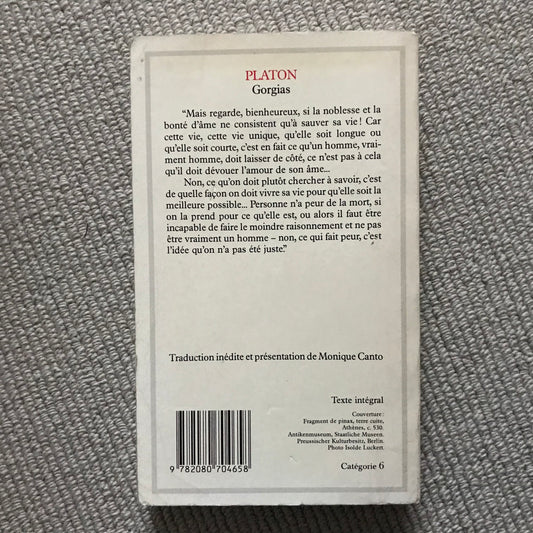 PLATON
Gorgias
“Mais regarde, bienheureux, si la noblesse et la
bonté d'âme ne consistent qu'à sauver sa vie! Car
cette vie, cette vie unique, qu'elle soit longue ou
qu'elle soit courte, c'est en fait ce qu'un homme, vrai-
ment homme, doit laisser de côté, ce n'est pas à cela
qu'il doit dévouer l'amour de son âme...
Non, ce qu'on doit plutôt chercher à savoir, c'est
de quelle façon on doit vivre sa vie pour qu'elle soit la
meilleure possible... Personne n'a peur de la mort, si
on la prend pour ce qu'elle est, ou alors il faut être
incapable de faire le moindre raisonnement et ne pas
être vraiment un homme – non, ce qui fait peur, c'est
l'idée qu'on n'a pas été juste.”
Traduction inédite et présentation de Monique Canto
Texte intégral
Couverture:
Fragment de pinax, terre cuite,
Athènes, c. 530.
Antikenmuseum, Staatliche Museen.
Preussischer Kulturbesitz, Berlin.
Photo Isolde Luckert.
9 782080 704658
Catégorie 6